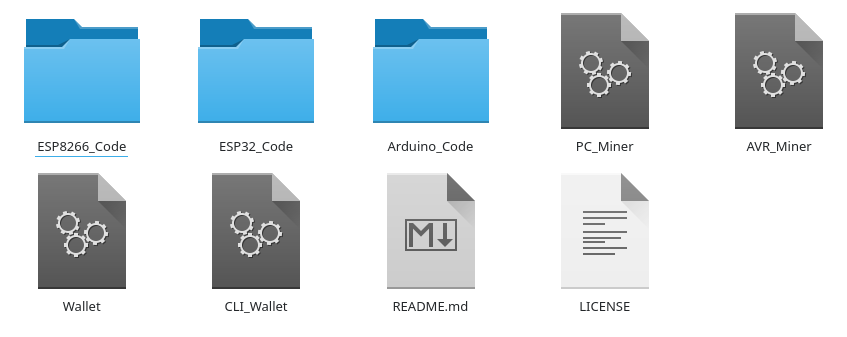 ESP8266_Code
ESP32_Code
Arduino_Code
PC_Miner
AVR_Miner
Wallet
CLI_Wallet
M
README.md
LICENSE